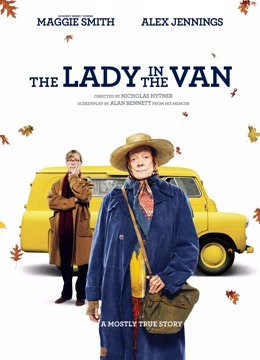 MAGGIE SMITH
ALEX JENNINGS
THE LADY IN THE VAN
DIRECTED BY NICHOLAS HYTNER
SCREENPLAY BY ALAN BENNETT FROM HIS MEMOIR
A MOSTLY TRUE STORY